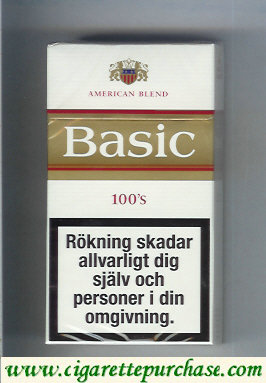 AMERICAN BLEND
Basic
100's
Rökning skadar
allvarligt dig
själv och
personer i din
omgivning.
www.cigarettepurchase.com